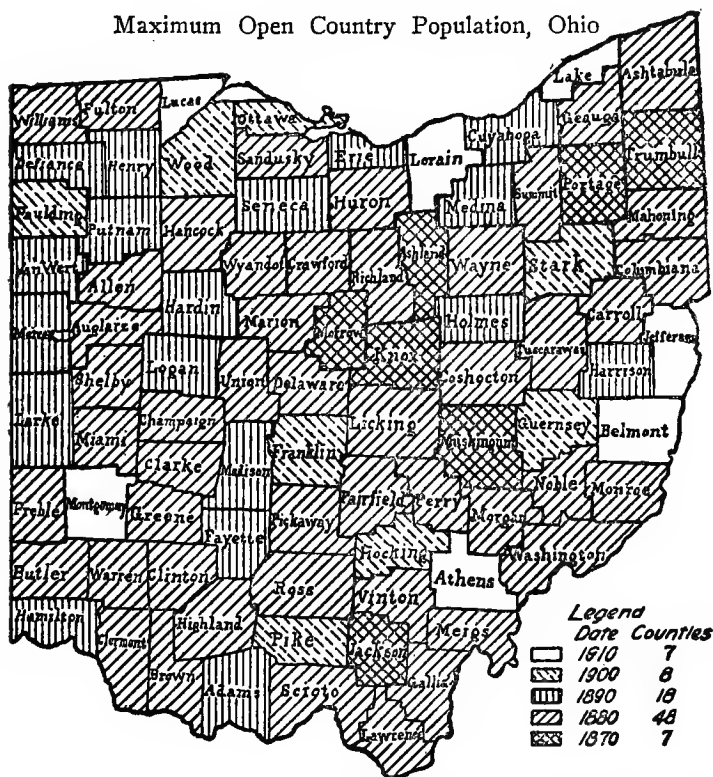 Maximum Open Country Population, Ohio
Lake
Ashtabula
Williams
Fulton
Lucas
Ottawa
Geauga
Cuyahoga
Defiance
Henry
Wood
Sandusky
Erie
Lorain
Trumbull
Portage
Summit
Medina
Huron
Seneca
Paulding
Putnam
Hancock
Mahoning
Van Wert
Allen
Wyandot
Crawford
Richland
Ashland
Wayne
Stark
Columbiana
Mercer
Auglaize
Hardin
Marion
Morrow
Knox
Holmes
Tuscarawas
Carroll
Jefferson
Harrison
Logan
Shelby
Union
Delaware
Coshocton
Darke
Miami
Champaign
Clarke
Madison
Franklin
Licking
Muskingum
Guernsey
Belmont
Preble
Montgomery
Greene
Fayette
Pickaway
Fairfield
Perry
Morgan
Noble
Monroe
Washington
Butler
Warren
Clinton
Ross
Hocking
Athens
Vinton
Meigs
Hamilton
Clermont
Brown
Highland
Adams
Pike
Scioto
Jackson
Gallia
Lawrence
Legend
Date Counties
1910 7
1900 8
1890 18
1880 48
1870 7